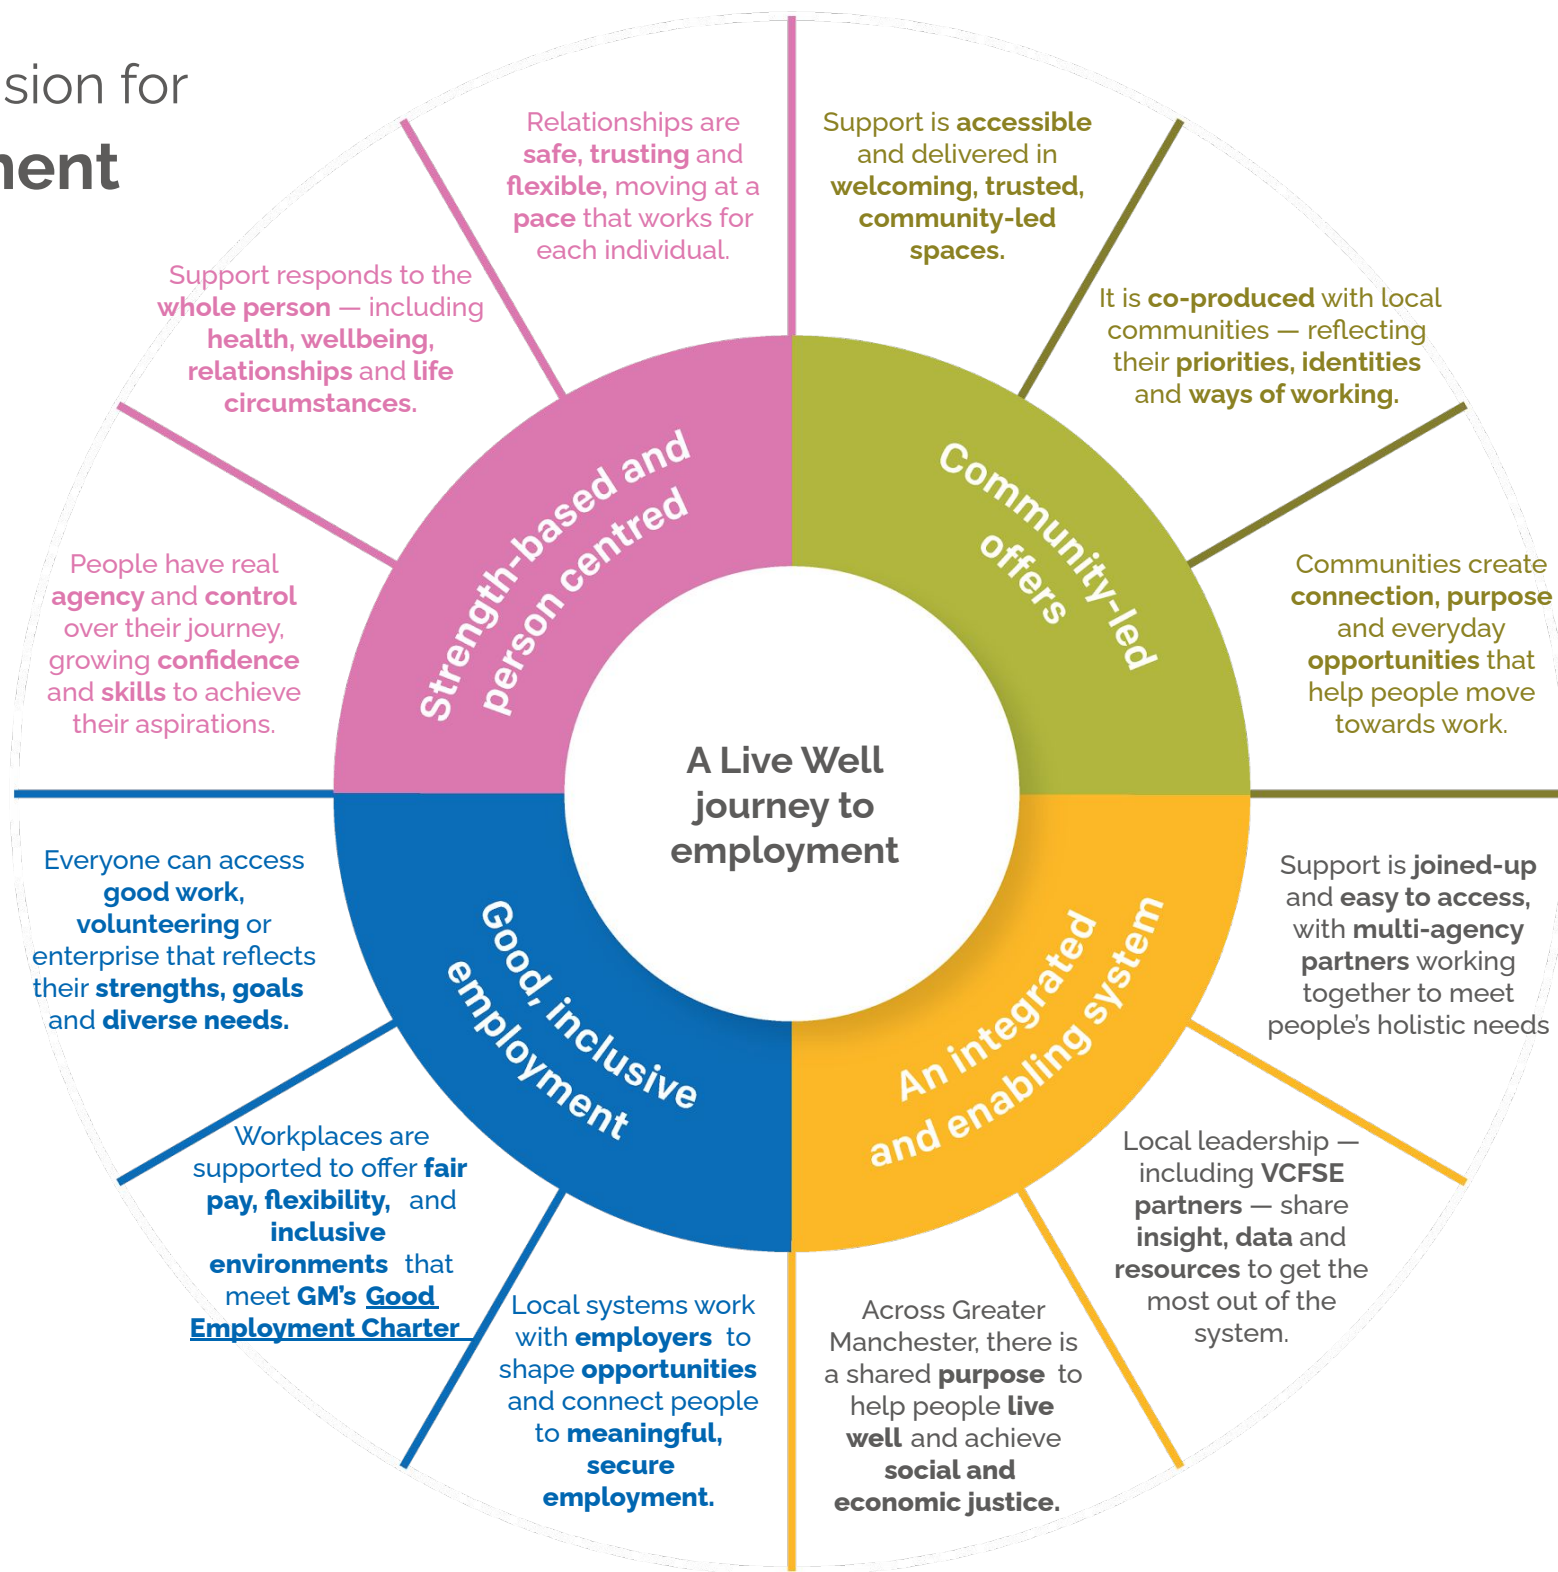 sion for
ment
Relationships are
safe, trusting and
flexible, moving at a
pace that works for
each individual.
Support is accessible
and delivered in
welcoming, trusted,
community-led
spaces.
Support responds to the
whole person — including
health, wellbeing,
relationships and life
circumstances.
It is co-produced with local
communities — reflecting
their priorities, identities
and ways of working.
People have real
agency and control
over their journey,
growing confidence
and skills to achieve
their aspirations.
Communities create
connection, purpose
and everyday
opportunities that
help people move
towards work.
Strength-based and
person centred
Community-led
offers
A Live Well
journey to
employment
Good, inclusive
employment
An integrated
and enabling system
Everyone can access
good work,
volunteering or
enterprise that reflects
their strengths, goals
and diverse needs.
Support is joined-up
and easy to access,
with multi-agency
partners working
together to meet
people's holistic needs
Workplaces are
supported to offer fair
pay, flexibility, and
inclusive
environments that
meet GM's Good
Employment Charter
Local leadership —
including VCFSE
partners — share
insight, data and
resources to get the
most out of the
system.
Local systems work
with employers to
shape opportunities
and connect people
to meaningful,
secure
employment.
Across Greater
Manchester, there is
a shared purpose to
help people live
well and achieve
social and
economic justice.